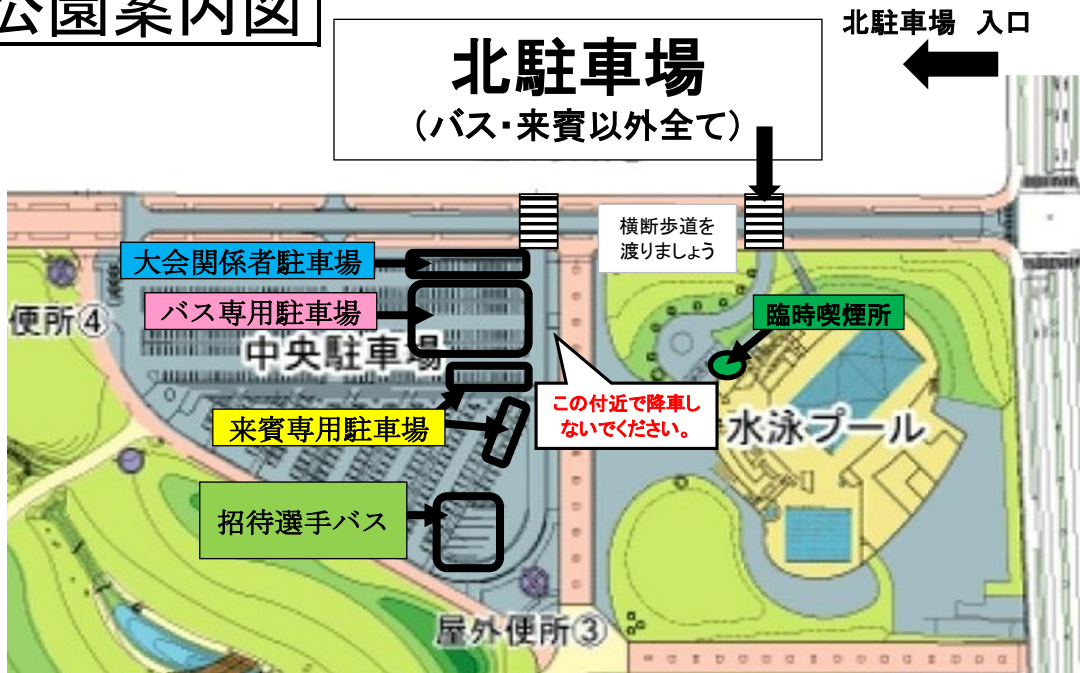 公園案内図
北駐車場 入口
北駐車場
（バス・来賓以外全て）
横断歩道を
渡りましょう
大会関係者駐車場
バス専用駐車場
臨時喫煙所
便所④
中央駐車場
この付近で降車し
ないでください。
来賓専用駐車場
水泳プール
招待選手バス
屋外便所③